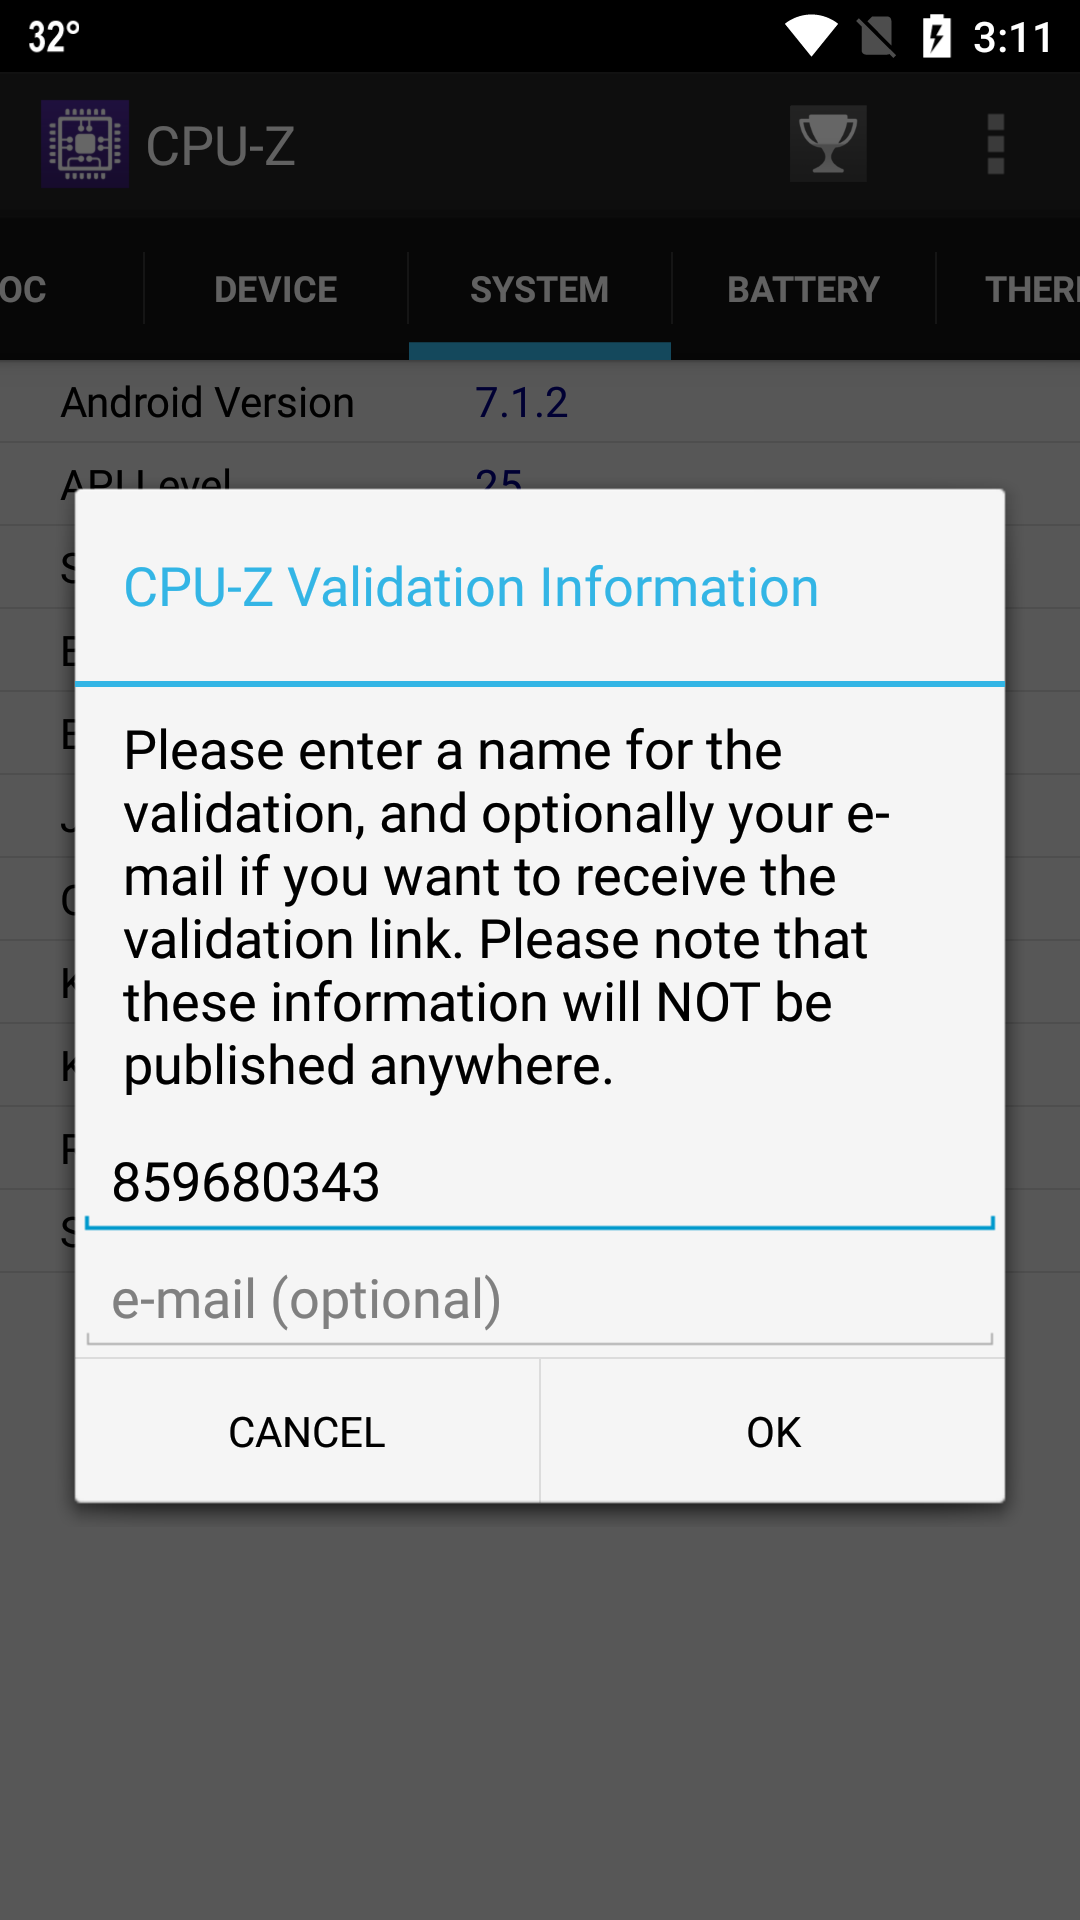 32°
3:11
CPU-Z
OC
DEVICE
SYSTEM
BATTERY
THER
Android Version
7.1.2
API Level
25
CPU-Z Validation Information
Please enter a name for the
validation, and optionally your e-
mail if you want to receive the
validation link. Please note that
these information will NOT be
published anywhere.
859680343
e-mail (optional)
CANCEL
OK